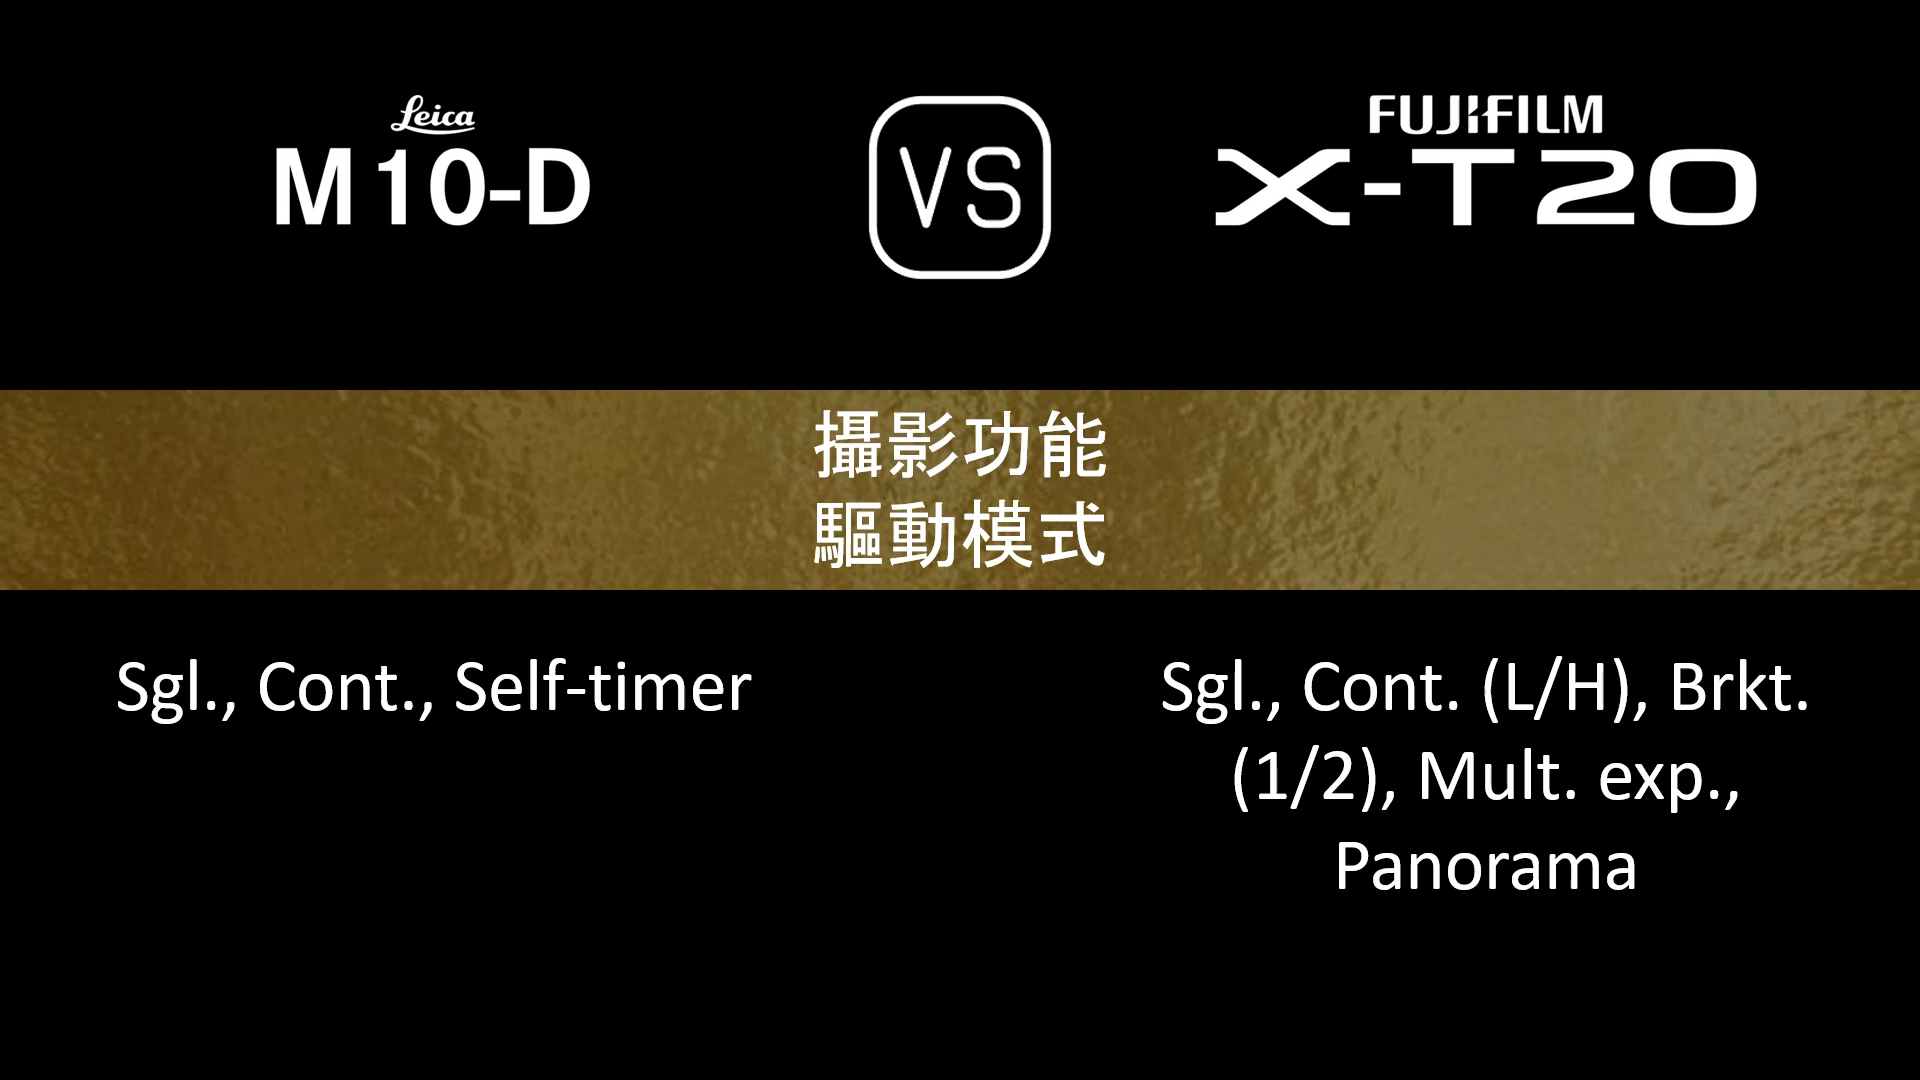 Leica
M10-D
VS
FUJIFILM
X-T20
攝影功能
驅動模式
Sgl., Cont., Self-timer
Sgl., Cont. (L/H), Brkt.
(1/2), Mult. exp.,
Panorama